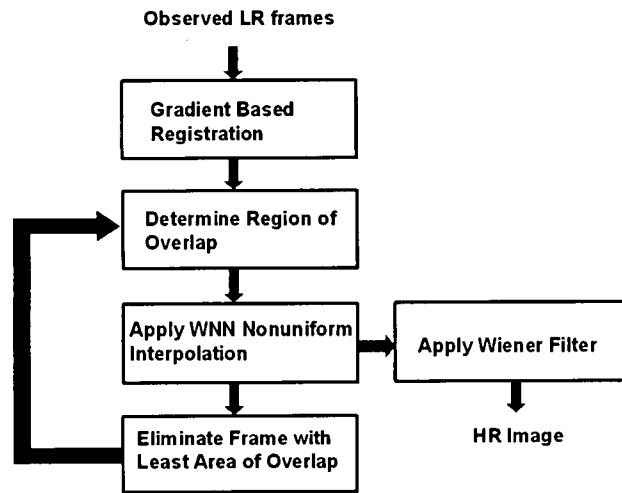 Observed LR frames
Gradient Based
Registration
Determine Region of
Overlap
Apply WNN Nonuniform
Interpolation
Apply Wiener Filter
Eliminate Frame with
Least Area of Overlap
HR Image